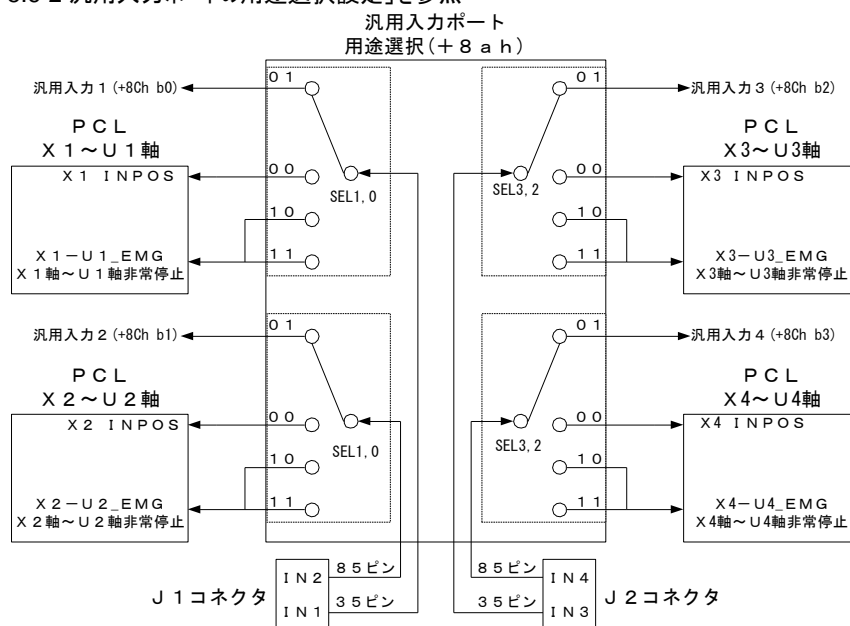 汎用入力ポート
用途選択(+8ah)
01
汎用入力1 (+8Ch b0)
PCL
X1~U1軸
X1 INPOS
00
SEL1,0
10
X1-U1_EMG
11
X1軸~U1軸非常停止
01
汎用入力3 (+8Ch b2)
PCL
X3~U3軸
00
X3 INPOS
SEL3,2
10
11
X3-U3_EMG
X3軸~U3軸非常停止
01
汎用入力2 (+8Ch b1)
PCL
X2~U2軸
X2 INPOS
00
SEL1,0
10
X2-U2_EMG
11
X2軸~U2軸非常停止
01
汎用入力4 (+8Ch b3)
PCL
X4~U4軸
00
X4 INPOS
SEL3,2
10
11
X4-U4_EMG
X4軸~U4軸非常停止
J1コネクタ
IN2
85ピン
IN1
35ピン
85ピン
IN4
35ピン
IN3
J2コネクタ